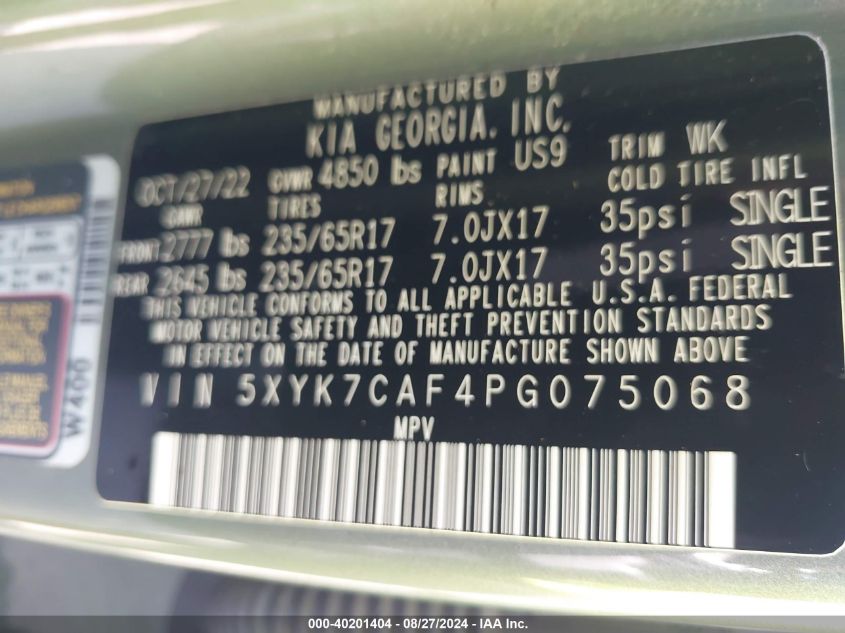 MANUFACTURED BY
KIA GEORGIA. INC.
OCT/27/22 GVWR 4850 lbs PAINT US9 TRIM WK
GAWR TIRES RIMS COLD TIRE INFL
FRONT 2777 lbs 235/65R17 7.0JX17 35psi SINGLE
REAR 2645 lbs 235/65R17 7.0JX17 35psi SINGLE
THIS VEHICLE CONFORMS TO ALL APPLICABLE U.S.A. FEDERAL
MOTOR VEHICLE SAFETY AND THEFT PREVENTION STANDARDS
IN EFFECT ON THE DATE OF MANUFACTURE SHOWN ABOVE
VIN 5XYK7CAF4PG075068
MPV
W400
000-40201404 - 08/27/2024 - IAA Inc.